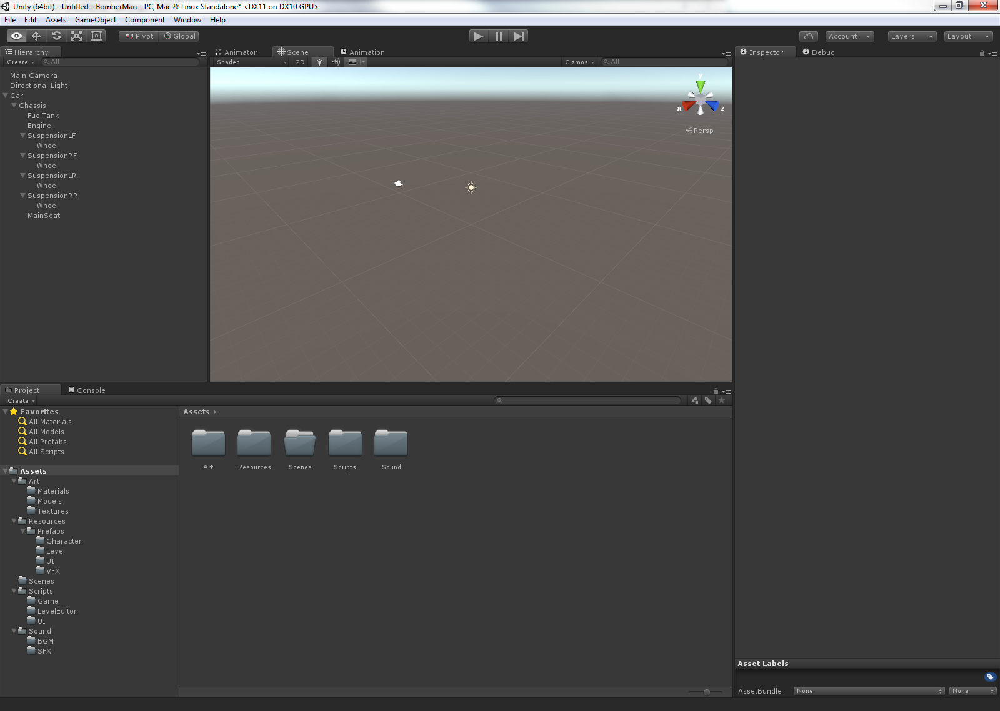 Unity (64bit) - Untitled - BomberMan - PC, Mac & Linux Standalone* <DX11 on DX10 GPU>
File Edit Assets GameObject Component Window Help
Pivot Global Account Layers Layout
Hierarchy
Create All
Main Camera
Directional Light
Car
Chassis
FuelTank
Engine
SuspensionLF
Wheel
SuspensionRF
Wheel
SuspensionLR
Wheel
SuspensionRR
Wheel
MainSeat
Animator Scene Animation
Shaded 2D Gizmos All
y
x z
Persp
Inspector Debug
Project Console
Create
Favorites
All Materials
All Models
All Prefabs
All Scripts
Assets
Art
Materials
Models
Textures
Resources
Prefabs
Character
Level
UI
VFX
Scenes
Scripts
Game
LevelEditor
UI
Sound
BGM
SFX
Assets
Art Resources Scenes Scripts Sound
Asset Labels
AssetBundle None None